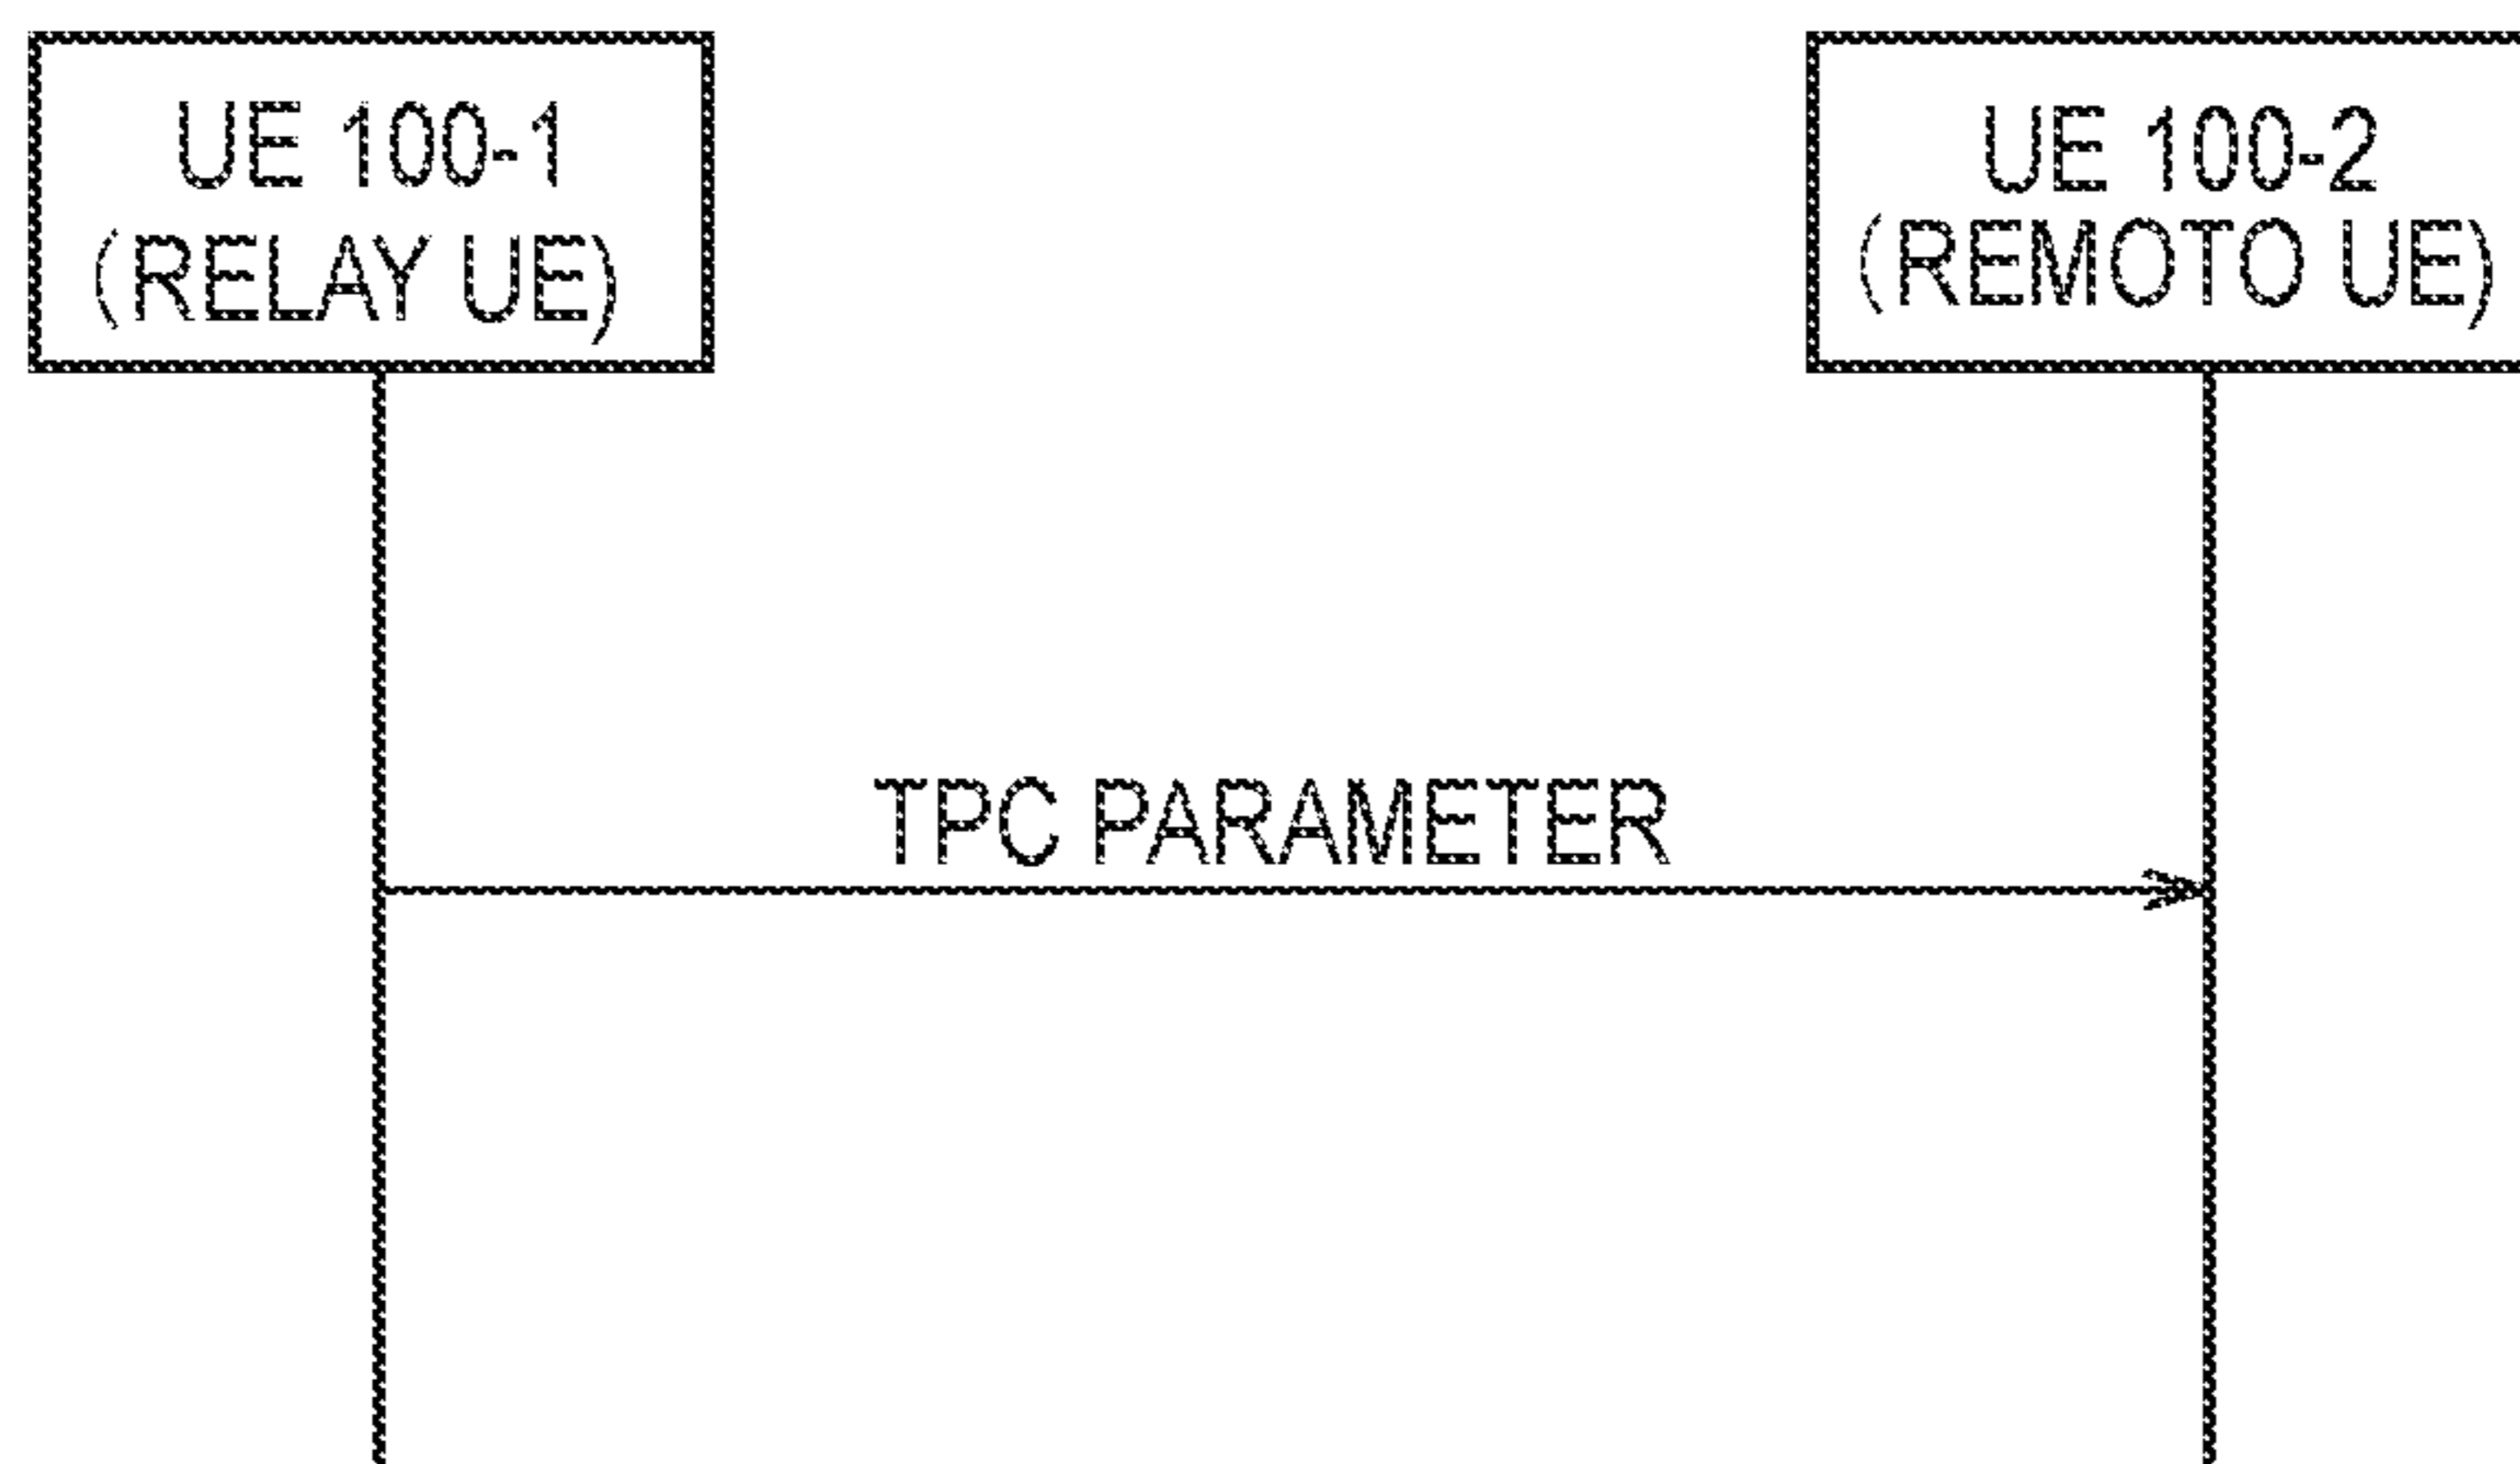 UE 100-1
(RELAY UE)
UE 100-2
(REMOTO UE)
TPC PARAMETER